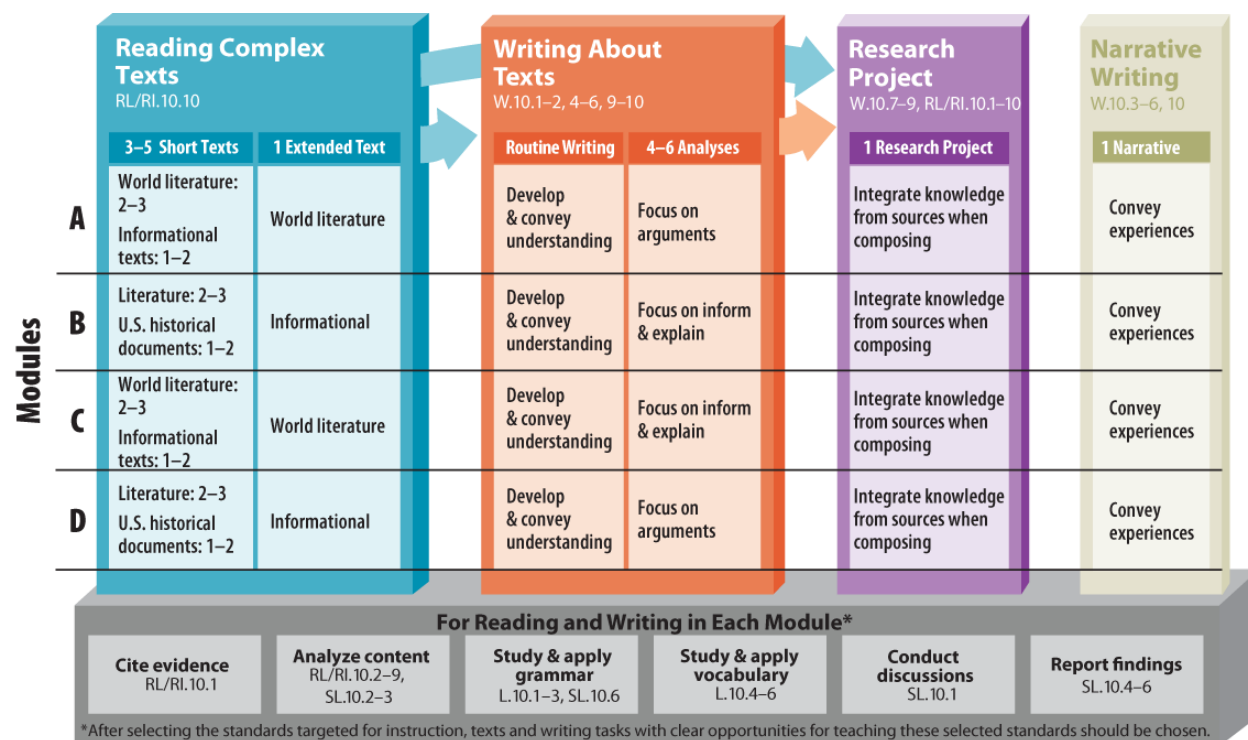 Reading Complex
Texts
RL/RI.10.10
3–5 Short Texts
1 Extended Text
Writing About
Texts
W.10.1–2, 4–6, 9–10
Routine Writing
4–6 Analyses
Research
Project
W.10.7–9, RL/RI.10.1–10
1 Research Project
Narrative
Writing
W.10.3–6, 10
1 Narrative
Modules
A
World literature:
2–3
Informational
texts: 1–2
World literature
Develop
& convey
understanding
Focus on
arguments
Integrate knowledge
from sources when
composing
Convey
experiences
B
Literature: 2–3
U.S. historical
documents: 1–2
Informational
Develop
& convey
understanding
Focus on inform
& explain
Integrate knowledge
from sources when
composing
Convey
experiences
C
World literature:
2–3
Informational
texts: 1–2
World literature
Develop
& convey
understanding
Focus on inform
& explain
Integrate knowledge
from sources when
composing
Convey
experiences
D
Literature: 2–3
U.S. historical
documents: 1–2
Informational
Develop
& convey
understanding
Focus on
arguments
Integrate knowledge
from sources when
composing
Convey
experiences
For Reading and Writing in Each Module*
Cite evidence
RL/RI.10.1
Analyze content
RL/RI.10.2–9,
SL.10.2–3
Study & apply
grammar
L.10.1–3, SL.10.6
Study & apply
vocabulary
L.10.4–6
Conduct
discussions
SL.10.1
Report findings
SL.10.4–6
*After selecting the standards targeted for instruction, texts and writing tasks with clear opportunities for teaching these selected standards should be chosen.